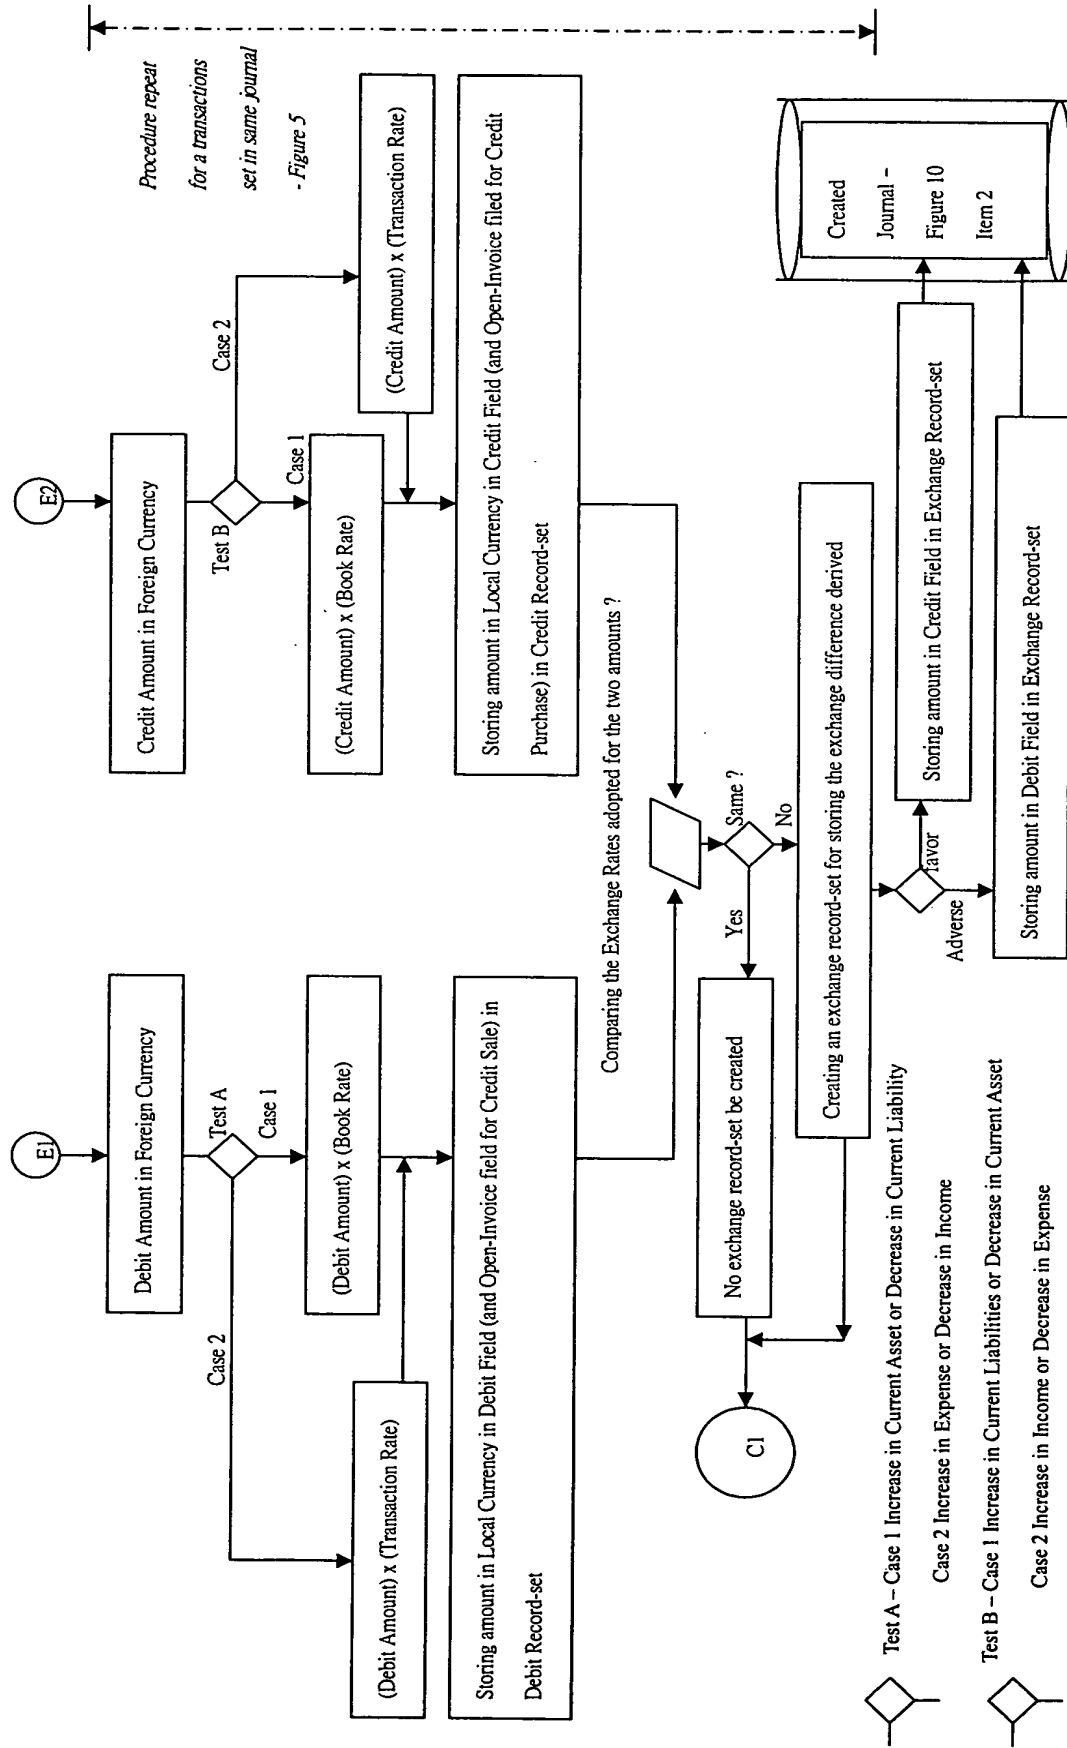 E1
E2
Debit Amount in Foreign Currency
Credit Amount in Foreign Currency
Procedure repeat
for a transactions
set in same journal
- Figure 5
Test A
Case 2
Case 1
Test B
Case 1
Case 2
(Debit Amount) x (Transaction Rate)
(Debit Amount) x (Book Rate)
(Credit Amount) x (Book Rate)
(Credit Amount) x (Transaction Rate)
Storing amount in Local Currency in Debit Field (and Open-Invoice field for Credit Sale) in
Debit Record-set
Storing amount in Local Currency in Credit Field (and Open-Invoice filed for Credit
Purchase) in Credit Record-set
Comparing the Exchange Rates adopted for the two amounts ?
Same ?
Yes
No
No exchange record-set be created
C1
Creating an exchange record-set for storing the exchange difference derived
favor
Adverse
Storing amount in Credit Field in Exchange Record-set
Storing amount in Debit Field in Exchange Record-set
Created
Journal –
Figure 10
Item 2
Test A – Case 1 Increase in Current Asset or Decrease in Current Liability
Case 2 Increase in Expense or Decrease in Income
Test B – Case 1 Increase in Current Liabilities or Decrease in Current Asset
Case 2 Increase in Income or Decrease in Expense